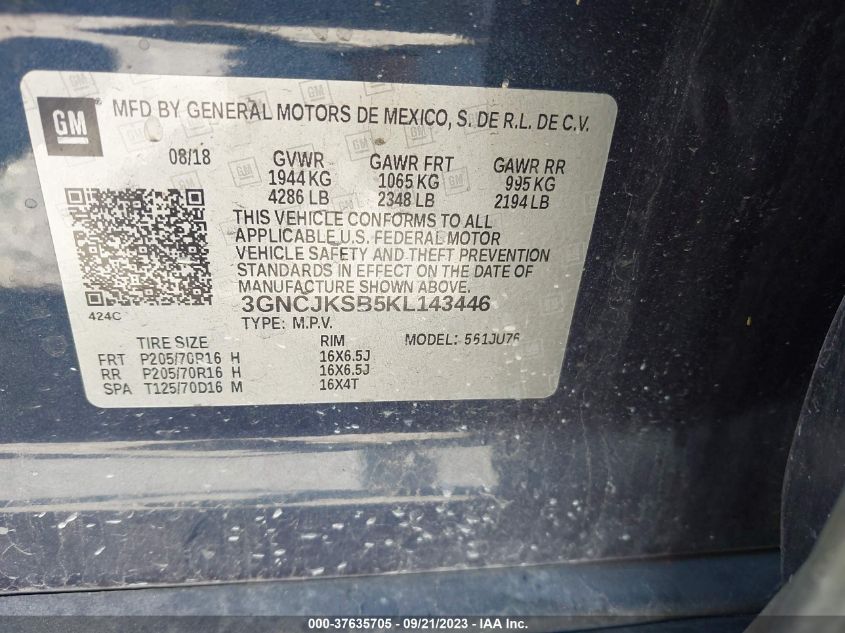 GM
MFD BY GENERAL MOTORS DE MEXICO, S. DE R.L. DE C.V.
08/18 GVWR GAWR FRT GAWR RR
1944 KG 1065 KG 995 KG
4286 LB 2348 LB 2194 LB
THIS VEHICLE CONFORMS TO ALL
APPLICABLE U.S. FEDERAL MOTOR
VEHICLE SAFETY AND THEFT PREVENTION
STANDARDS IN EFFECT ON THE DATE OF
MANUFACTURE SHOWN ABOVE.
424C
3GNCJKSB5KL143446
TYPE: M.P.V.
TIRE SIZE RIM MODEL: 551JU76
FRT P205/70R16 H 16X6.5J
RR P205/70R16 H 16X6.5J
SPA T125/70D16 M 16X4T
000-37635705 - 09/21/2023 - IAA Inc.